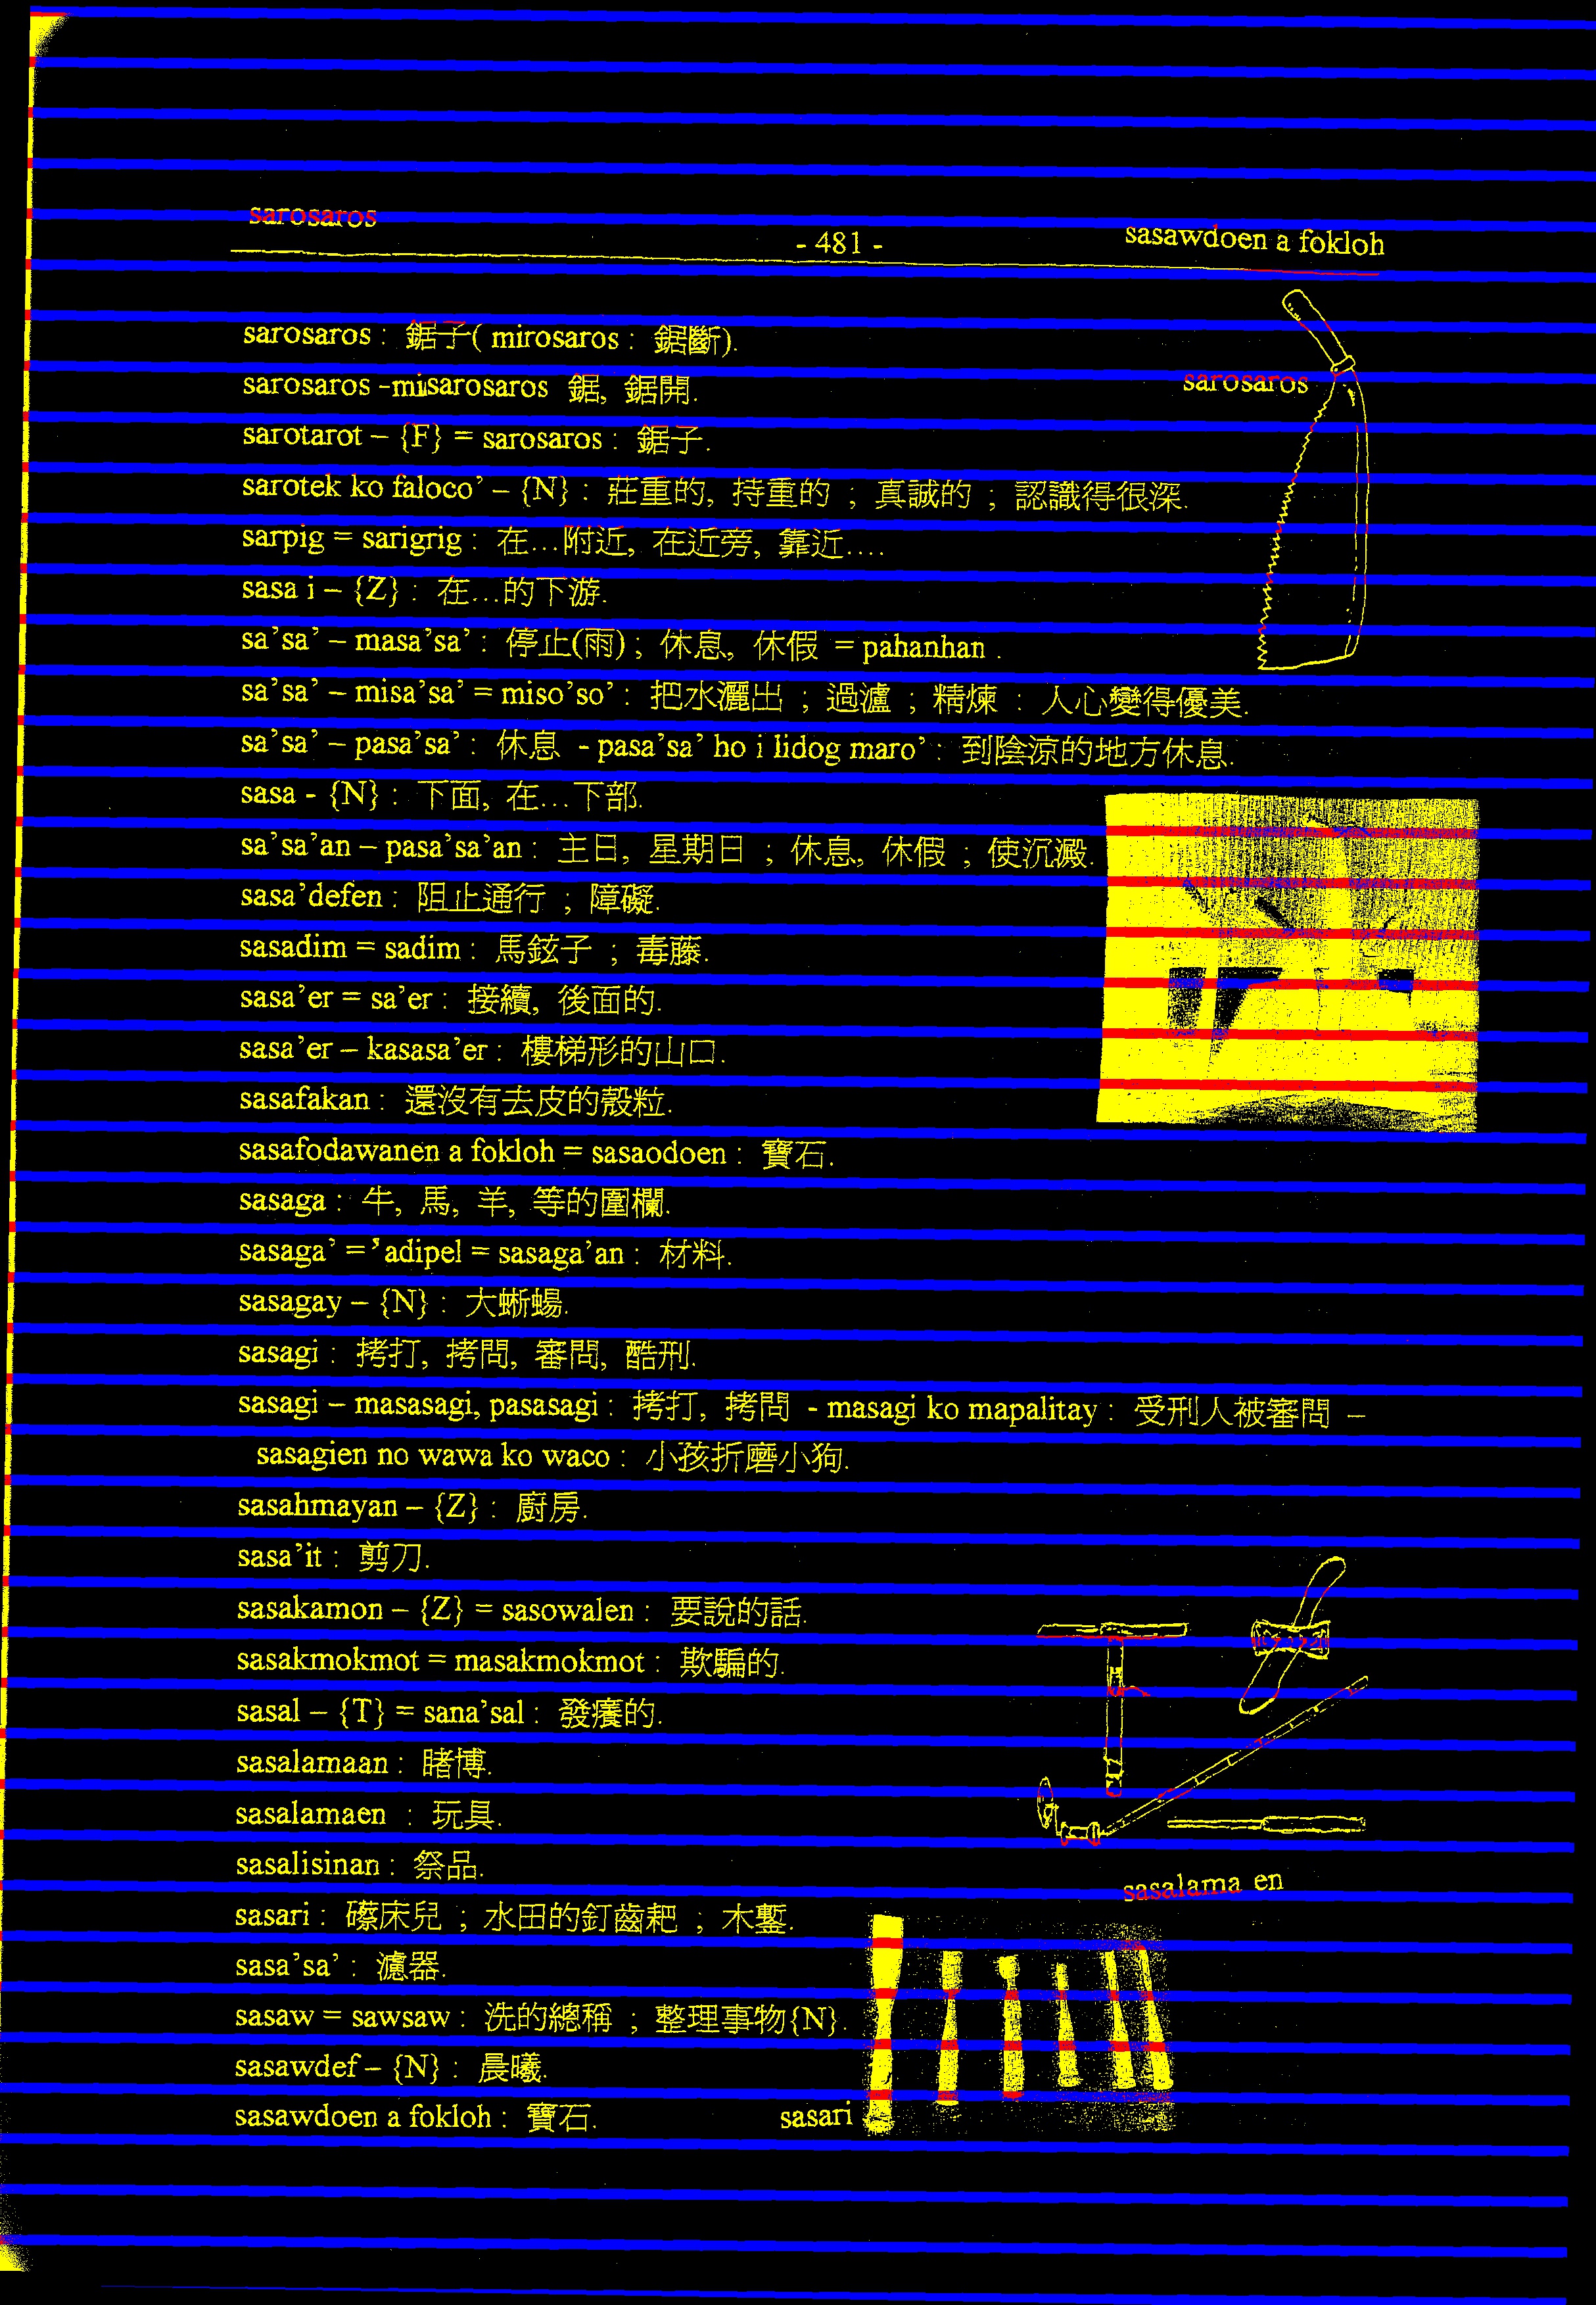 sarosaros
- 481 -
sasawdoen a fokloh
sarosaros : 鋸子( mirosaros : 鋸斷).
sarosaros
sarosaros -misarosaros 鋸, 鋸開.
sarotarot – {F} = sarosaros : 鋸子.
sarotek ko faloco’ – {N} : 莊重的, 持重的 ; 真誠的 ; 認識得很深.
sarpig = sarigrig : 在…附近, 在近旁, 靠近….
sasa i – {Z} : 在…的下游.
sa’sa’ – masa’sa’ : 停止(雨) ; 休息, 休假 = pahanhan .
sa’sa’ – misa’sa’ = miso’so’ : 把水灑出 ; 過濾 ; 精煉 : 人心變得優美.
sa’sa’ – pasa’sa’ : 休息 - pasa’sa’ ho i lidog maro’ : 到陰涼的地方休息.
sasa - {N} : 下面, 在…下部.
sa’sa’an – pasa’sa’an : 主日, 星期日 ; 休息, 休假 ; 使沉澱.
sasa’defen : 阻止通行 ; 障礙.
sasadim = sadim : 馬鉉子 ; 毒藤.
sasa’er = sa’er : 接續, 後面的.
sasa’er – kasasa’er : 樓梯形的山口.
sasafakan : 還沒有去皮的殼粒.
sasafodawanen a fokloh = sasaodoen : 寶石.
sasaga : 牛, 馬, 羊, 等的圍欄.
sasaga’ = ’adipel = sasaga’an : 材料.
sasagay – {N} : 大蜥蝪.
sasagi : 拷打, 拷問, 審問, 酷刑.
sasagi – masasagi, pasasagi : 拷打, 拷問 - masagi ko mapalitay : 受刑人被審問 –
sasagien no wawa ko waco : 小孩折磨小狗.
sasahmayan – {Z} : 廚房.
sasa’it : 剪刀.
sasakamon – {Z} = sasowalen : 要說的話.
sasakmokmot = masakmokmot : 欺騙的.
sasal – {T} = sana’sal : 發癢的.
sasalamaan : 賭博.
sasalamaen : 玩具.
sasalisinan : 祭品.
sasalama en
sasari : 礤床兒 ; 水田的釘齒耙 ; 木鏨.
sasa’sa’ : 濾器.
sasaw = sawsaw : 洗的總稱 ; 整理事物{N}.
sasawdef – {N} : 晨曦.
sasawdoen a fokloh : 寶石.
sasari